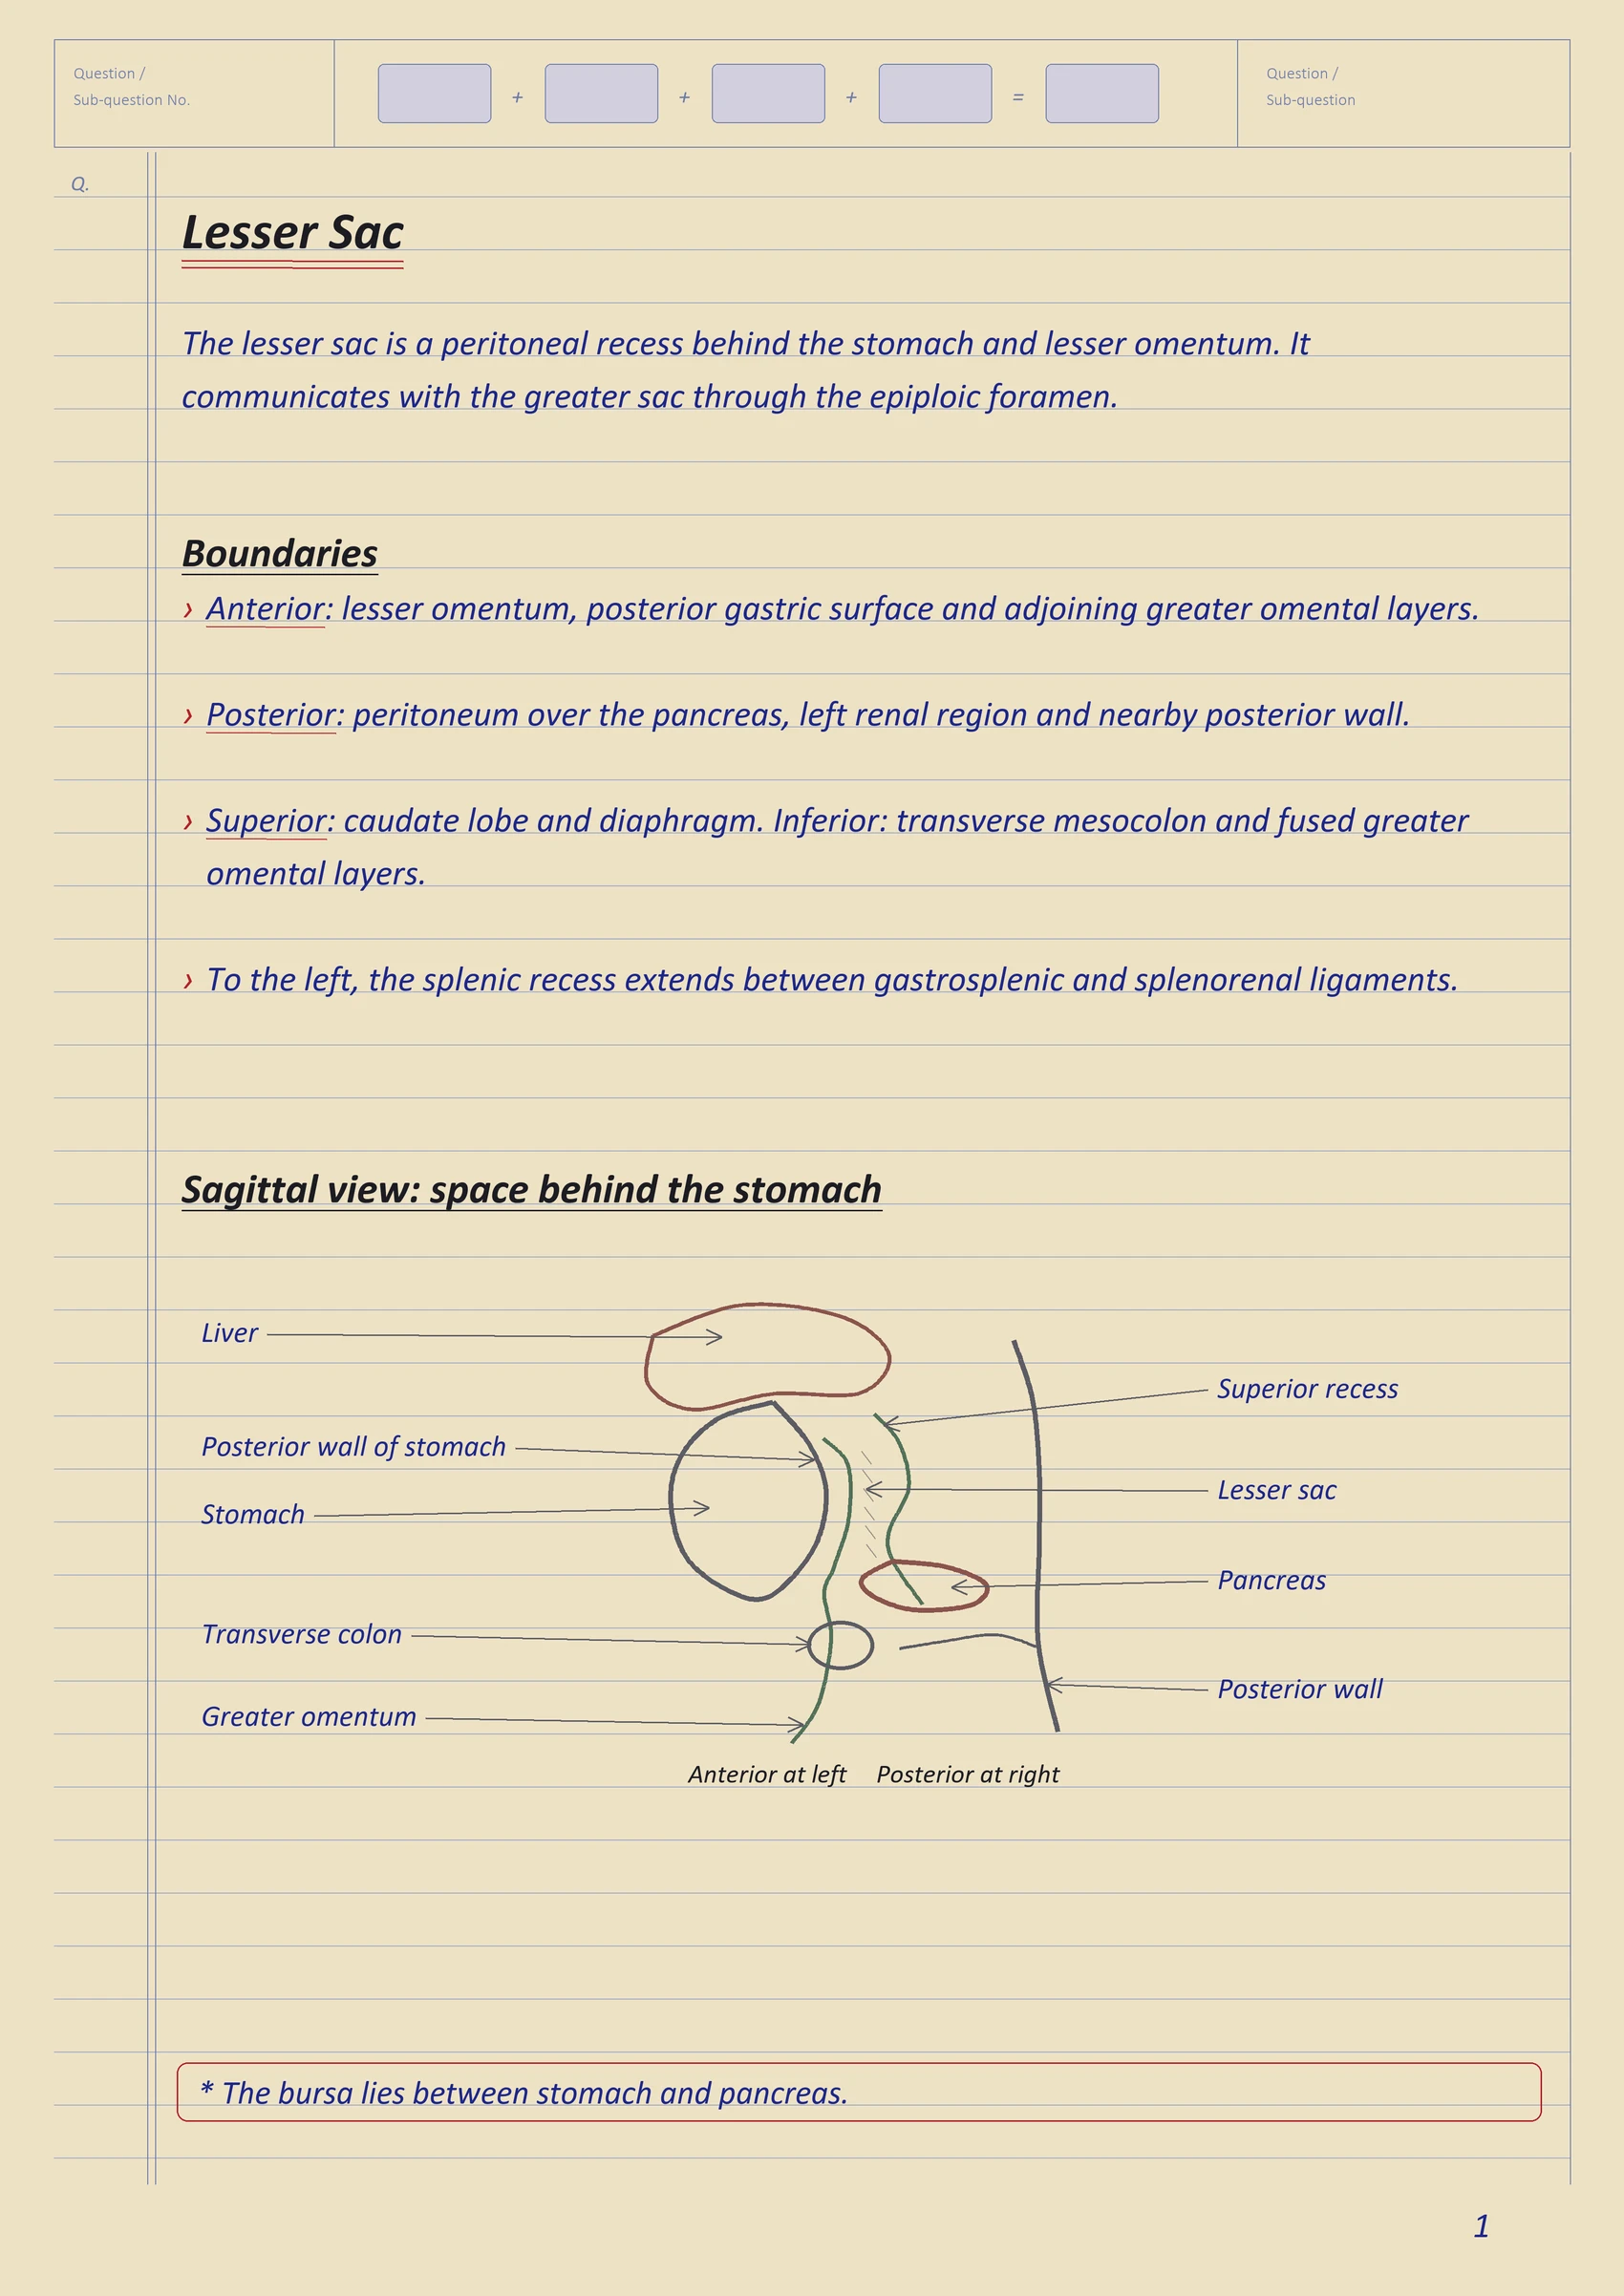 Question /
Sub-question No.
+ + + =
Question /
Sub-question
Q.
Lesser Sac
The lesser sac is a peritoneal recess behind the stomach and lesser omentum. It
communicates with the greater sac through the epiploic foramen.
Boundaries
› Anterior: lesser omentum, posterior gastric surface and adjoining greater omental layers.
› Posterior: peritoneum over the pancreas, left renal region and nearby posterior wall.
› Superior: caudate lobe and diaphragm. Inferior: transverse mesocolon and fused greater
omental layers.
› To the left, the splenic recess extends between gastrosplenic and splenorenal ligaments.
Sagittal view: space behind the stomach
Liver
Superior recess
Posterior wall of stomach
Lesser sac
Stomach
Pancreas
Transverse colon
Posterior wall
Greater omentum
Anterior at left Posterior at right
* The bursa lies between stomach and pancreas.
1